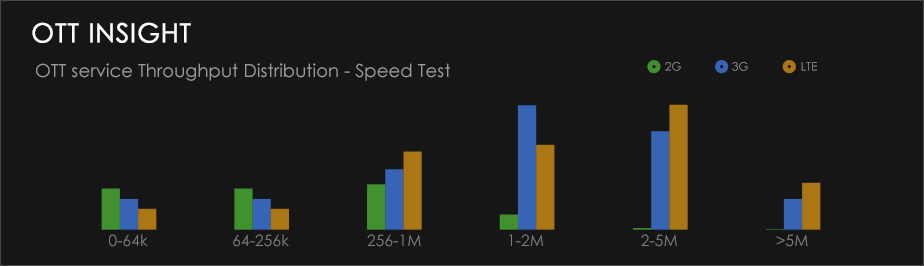 OTT INSIGHT
OTT service Throughput Distribution - Speed Test
2G 3G LTE
0-64k 64-256k 256-1M 1-2M 2-5M >5M